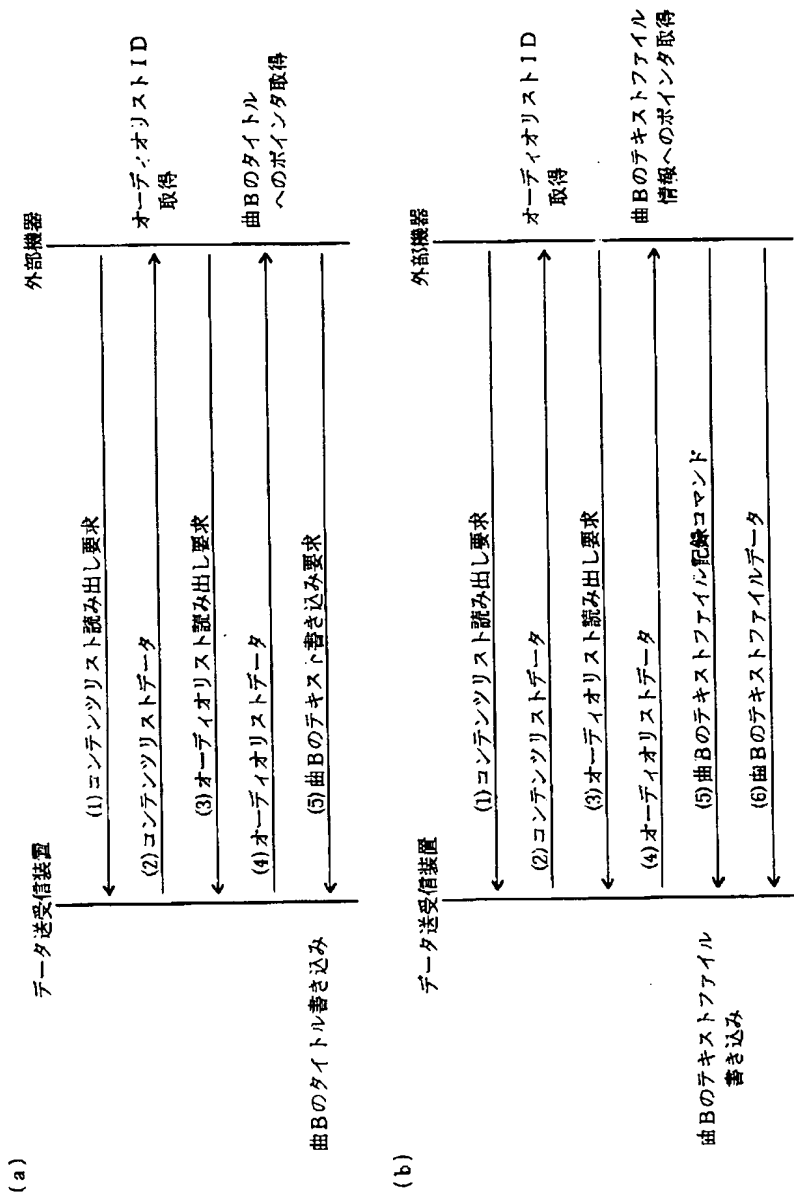 (a)
データ送受信装置
外部機器
(1)コンテンツリスト読み出し要求
(2)コンテンツリストデータ
オーディオリストID
取得
(3)オーディオリスト読み出し要求
(4)オーディオリストデータ
曲Bのタイトル
へのポインタ取得
(5)曲Bのテキスト書き込み要求
曲Bのタイトル書き込み
(b)
データ送受信装置
外部機器
(1)コンテンツリスト読み出し要求
(2)コンテンツリストデータ
オーディオリストID
取得
(3)オーディオリスト読み出し要求
(4)オーディオリストデータ
曲Bのテキストファイル
情報へのポインタ取得
(5)曲Bのテキストファイル記録コマンド
(6)曲Bのテキストファイルデータ
曲Bのテキストファイル
書き込み